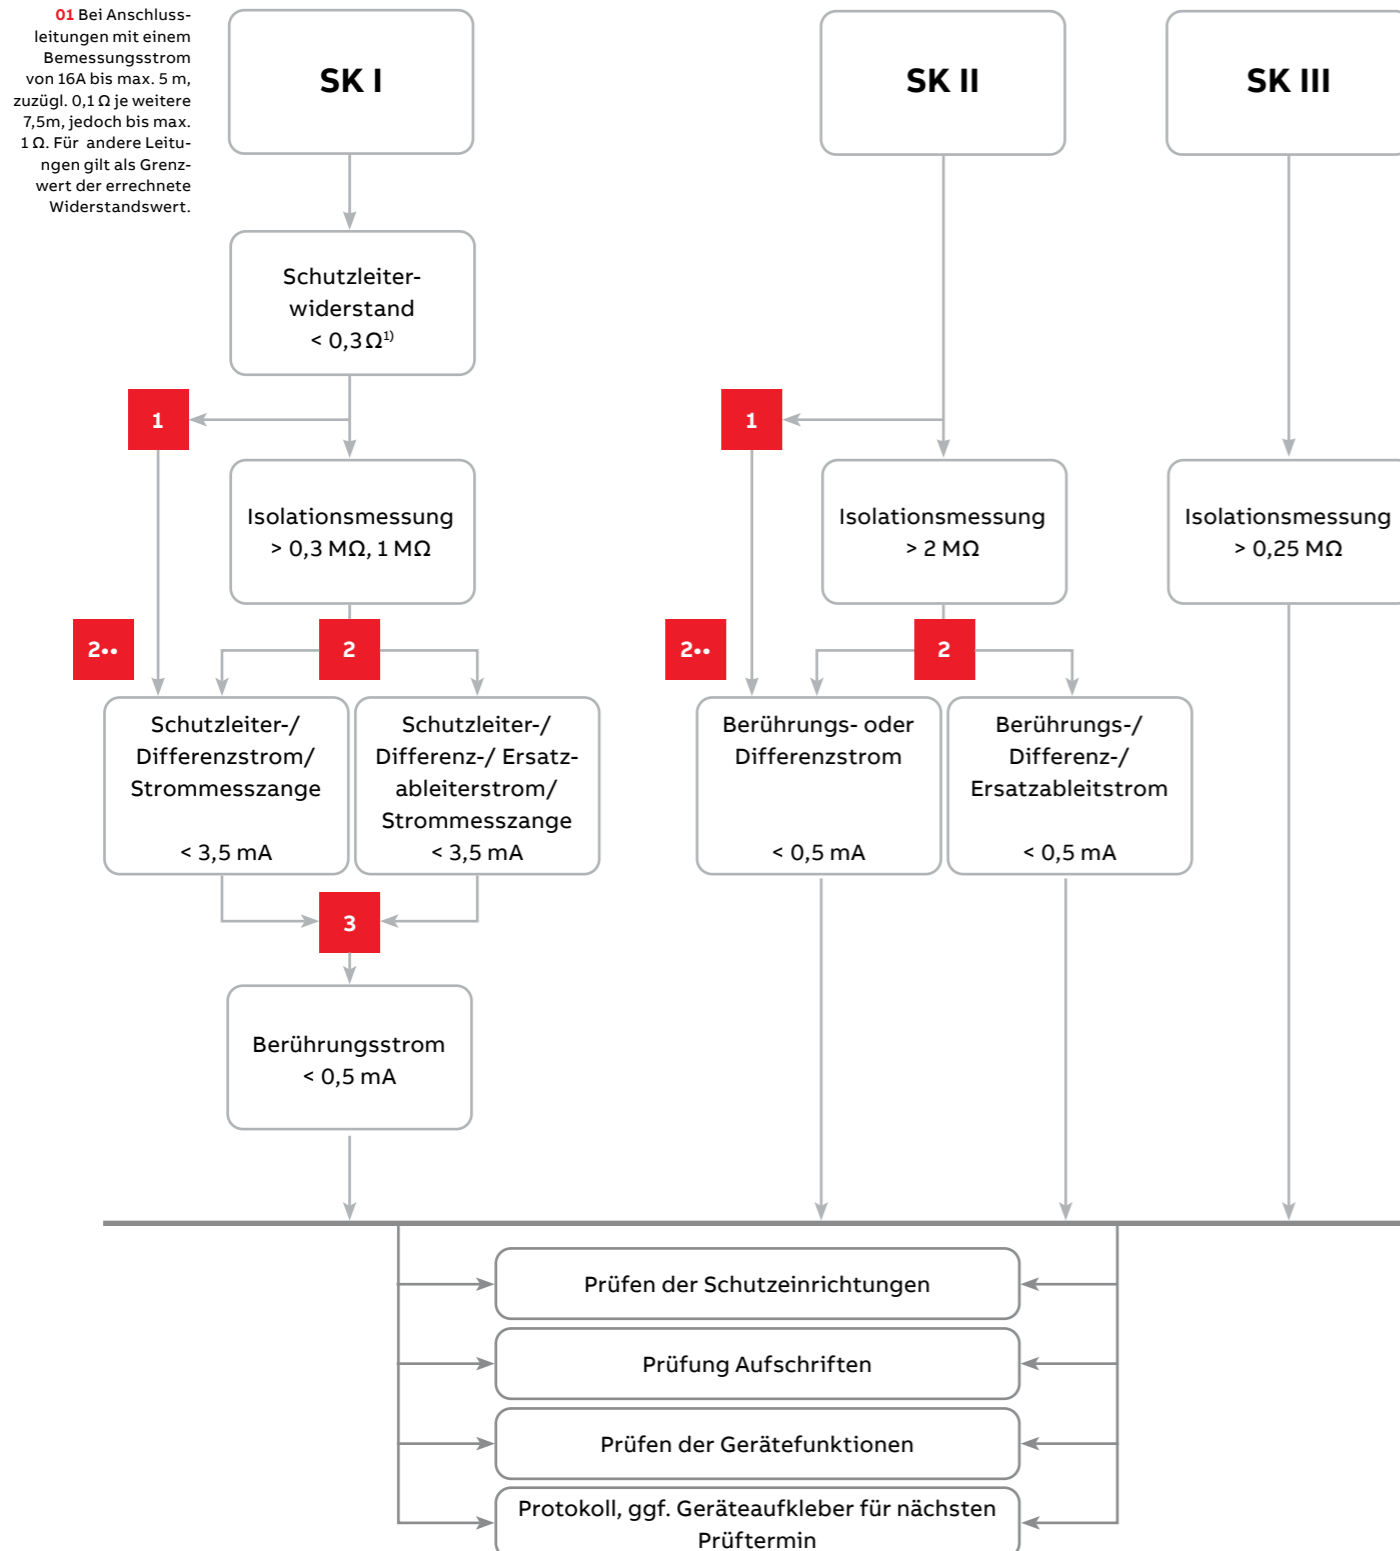 01 Bei Anschluss-
leitungen mit einem
Bemessungsstrom
von 16A bis max. 5 m,
zuzügl. 0,1 Ω je weitere
7,5m, jedoch bis max.
1 Ω. Für andere Leitu-
ngen gilt als Grenz-
wert der errechnete
Widerstandswert.
SK I
SK II
SK III
Schutzleiter-
widerstand
< 0,3 Ω¹⁾
1
1
Isolationsmessung
> 0,3 MΩ, 1 MΩ
Isolationsmessung
> 2 MΩ
Isolationsmessung
> 0,25 MΩ
2••
2
2••
2
Schutzleiter-/
Differenzstrom/
Strommesszange
< 3,5 mA
Schutzleiter-/
Differenz-/ Ersatz-
ableiterstrom/
Strommesszange
< 3,5 mA
Berührungs- oder
Differenzstrom
< 0,5 mA
Berührungs-/
Differenz-/
Ersatzableitstrom
< 0,5 mA
3
Berührungsstrom
< 0,5 mA
Prüfen der Schutzeinrichtungen
Prüfung Aufschriften
Prüfen der Gerätefunktionen
Protokoll, ggf. Geräteaufkleber für nächsten
Prüftermin